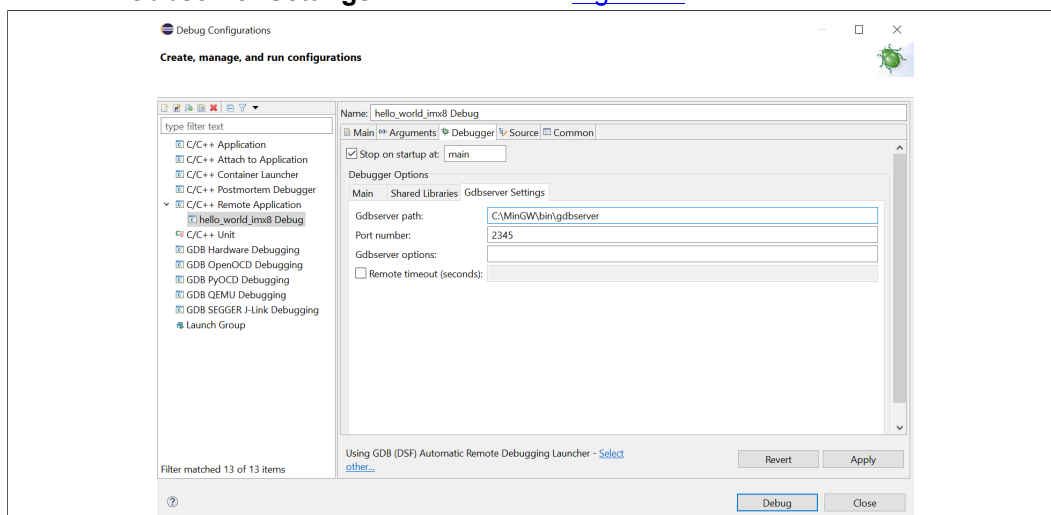 Debug Configurations
Create, manage, and run configurations
type filter text
C/C++ Application
C/C++ Attach to Application
C/C++ Container Launcher
C/C++ Postmortem Debugger
C/C++ Remote Application
hello_world_imx8 Debug
C/C++ Unit
GDB Hardware Debugging
GDB OpenOCD Debugging
GDB PyOCD Debugging
GDB QEMU Debugging
GDB SEGGER J-Link Debugging
Launch Group
Filter matched 13 of 13 items
Name: hello_world_imx8 Debug
Main Arguments Debugger Source Common
Stop on startup at: main
Debugger Options
Main Shared Libraries Gdbserver Settings
Gdbserver path: C:\MinGW\bin\gdbserver
Port number: 2345
Gdbserver options:
Remote timeout (seconds):
Using GDB (DSF) Automatic Remote Debugging Launcher - Select
other...
Revert Apply
Debug Close